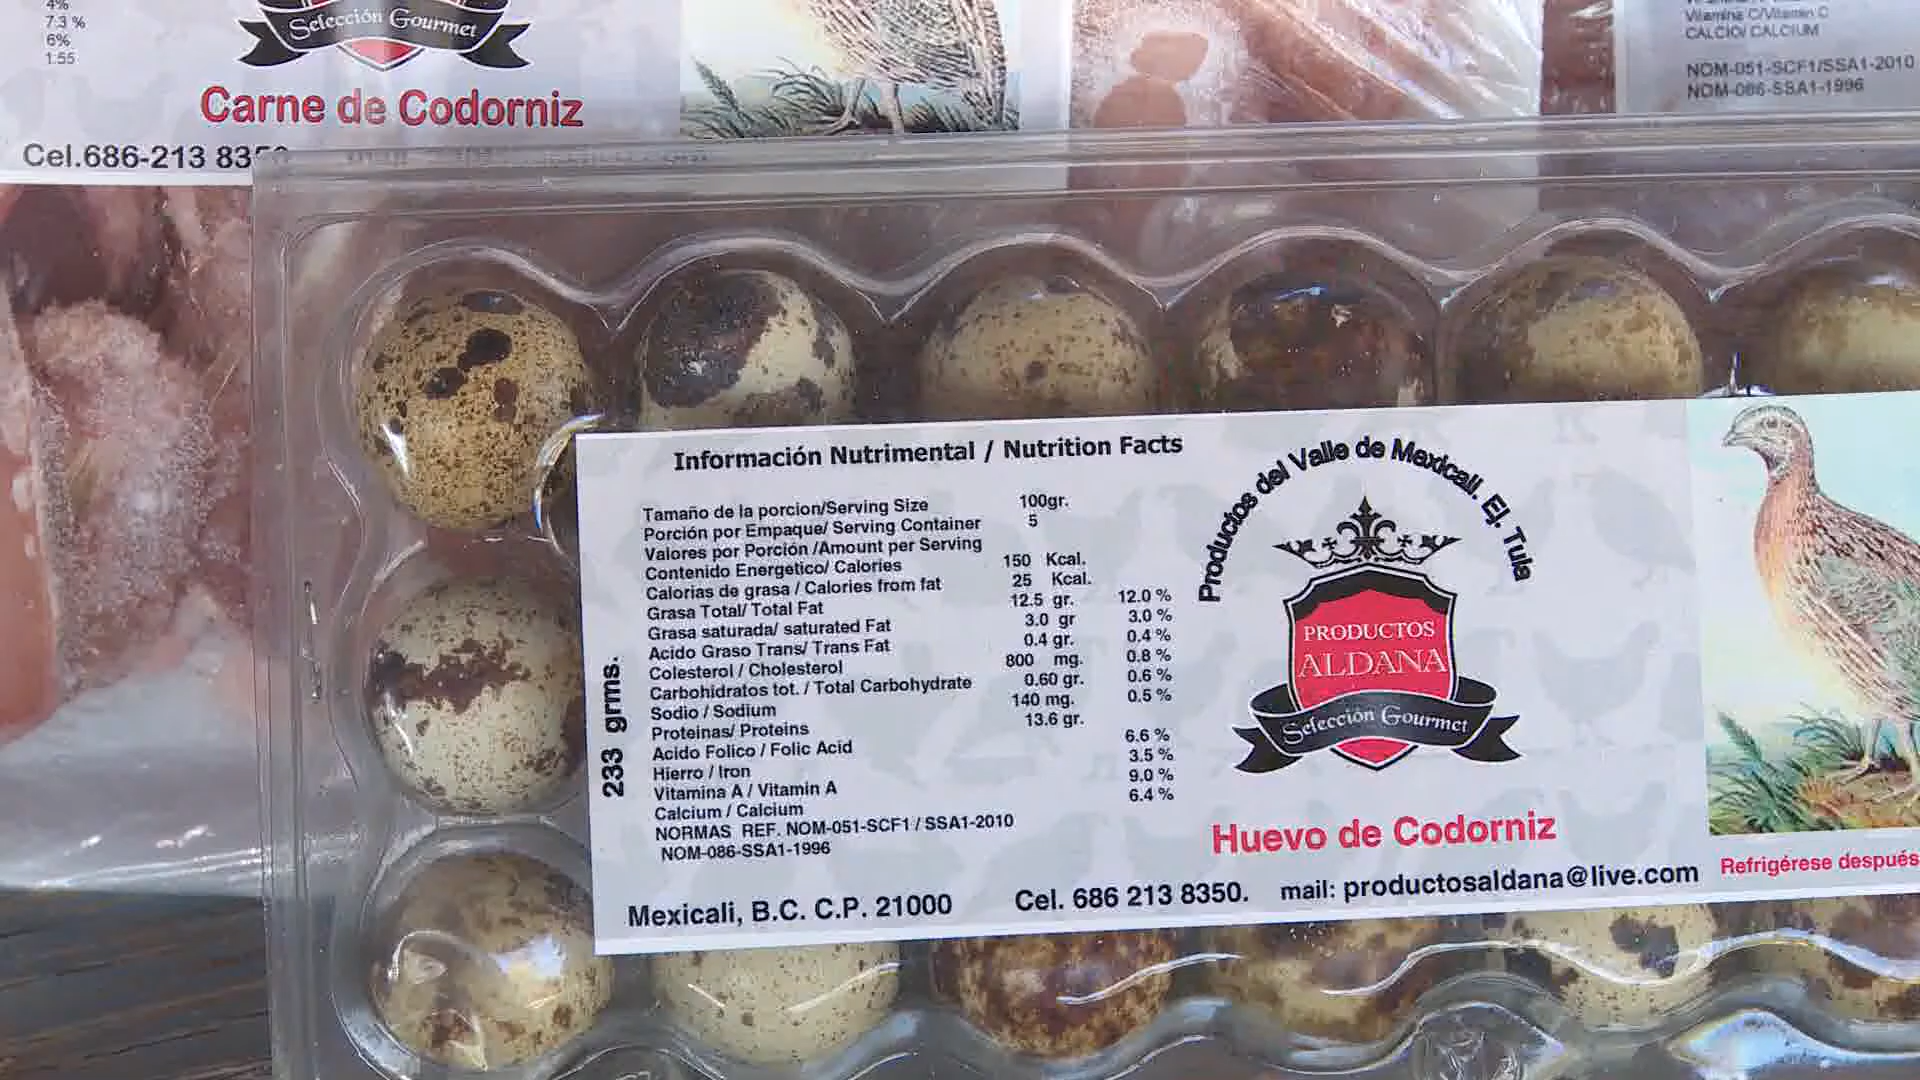 4%
7.3 %
6%
1.55
Selección Gourmet
Carne de Codorniz
Cel.686-213 835
Vitamina C/Vitamin C
CALCIO/ CALCIUM
NOM-051-SCF1/SSA1-2010
NOM-086-SSA1-1996
Información Nutrimental / Nutrition Facts
Tamaño de la porcion/Serving Size 100gr.
Porción por Empaque/ Serving Container 5
Valores por Porción /Amount per Serving
Contenido Energetico/ Calories 150 Kcal.
Calorias de grasa / Calories from fat 25 Kcal.
Grasa Total/ Total Fat 12.5 gr. 12.0 %
Grasa saturada/ saturated Fat 3.0 gr 3.0 %
Acido Graso Trans/ Trans Fat 0.4 gr. 0.4 %
Colesterol / Cholesterol 800 mg. 0.8 %
Carbohidratos tot. / Total Carbohydrate 0.60 gr. 0.6 %
Sodio / Sodium 140 mg. 0.5 %
Proteinas/ Proteins 13.6 gr.
Acido Folico / Folic Acid 6.6 %
Hierro / Iron 3.5 %
Vitamina A / Vitamin A 9.0 %
Calcium / Calcium 6.4 %
NORMAS REF. NOM-051-SCF1 / SSA1-2010
NOM-086-SSA1-1996
233 grms.
Productos del Valle de Mexicali. Ej. Tula
PRODUCTOS
ALDANA
Selección Gourmet
Huevo de Codorniz
Mexicali, B.C. C.P. 21000 Cel. 686 213 8350. mail: productosaldana@live.com
Refrigérese después